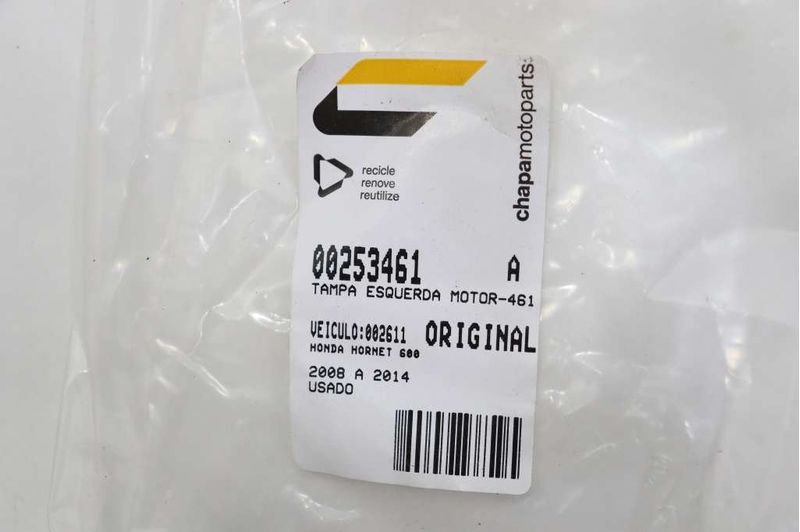 chapamotoparts:
recicle
renove
reutilize
00253461 A
TAMPA ESQUERDA MOTOR-461
VEICULO:002611 ORIGINAL
HONDA HORNET 600
2008 A 2014
USADO